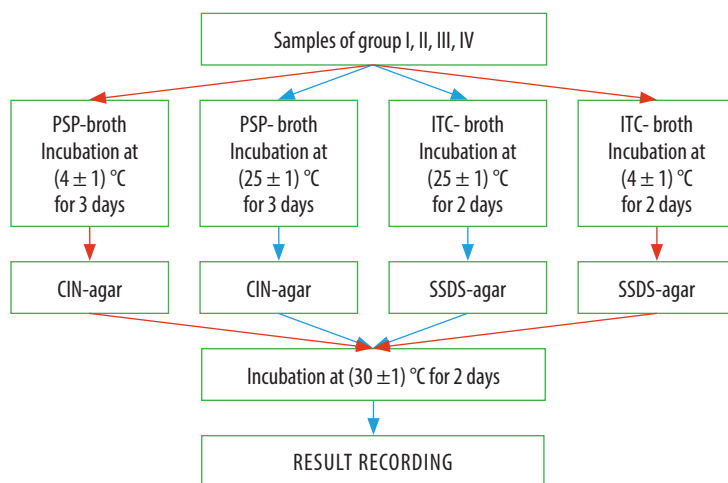 Samples of group I, II, III, IV
PSP-broth
Incubation at
(4 ± 1) °C
for 3 days
PSP- broth
Incubation at
(25 ± 1) °C
for 3 days
ITC- broth
Incubation at
(25 ± 1) °C
for 2 days
ITC- broth
Incubation at
(4 ± 1) °C
for 2 days
CIN-agar
CIN-agar
SSDS-agar
SSDS-agar
Incubation at (30 ±1) °C for 2 days
RESULT RECORDING